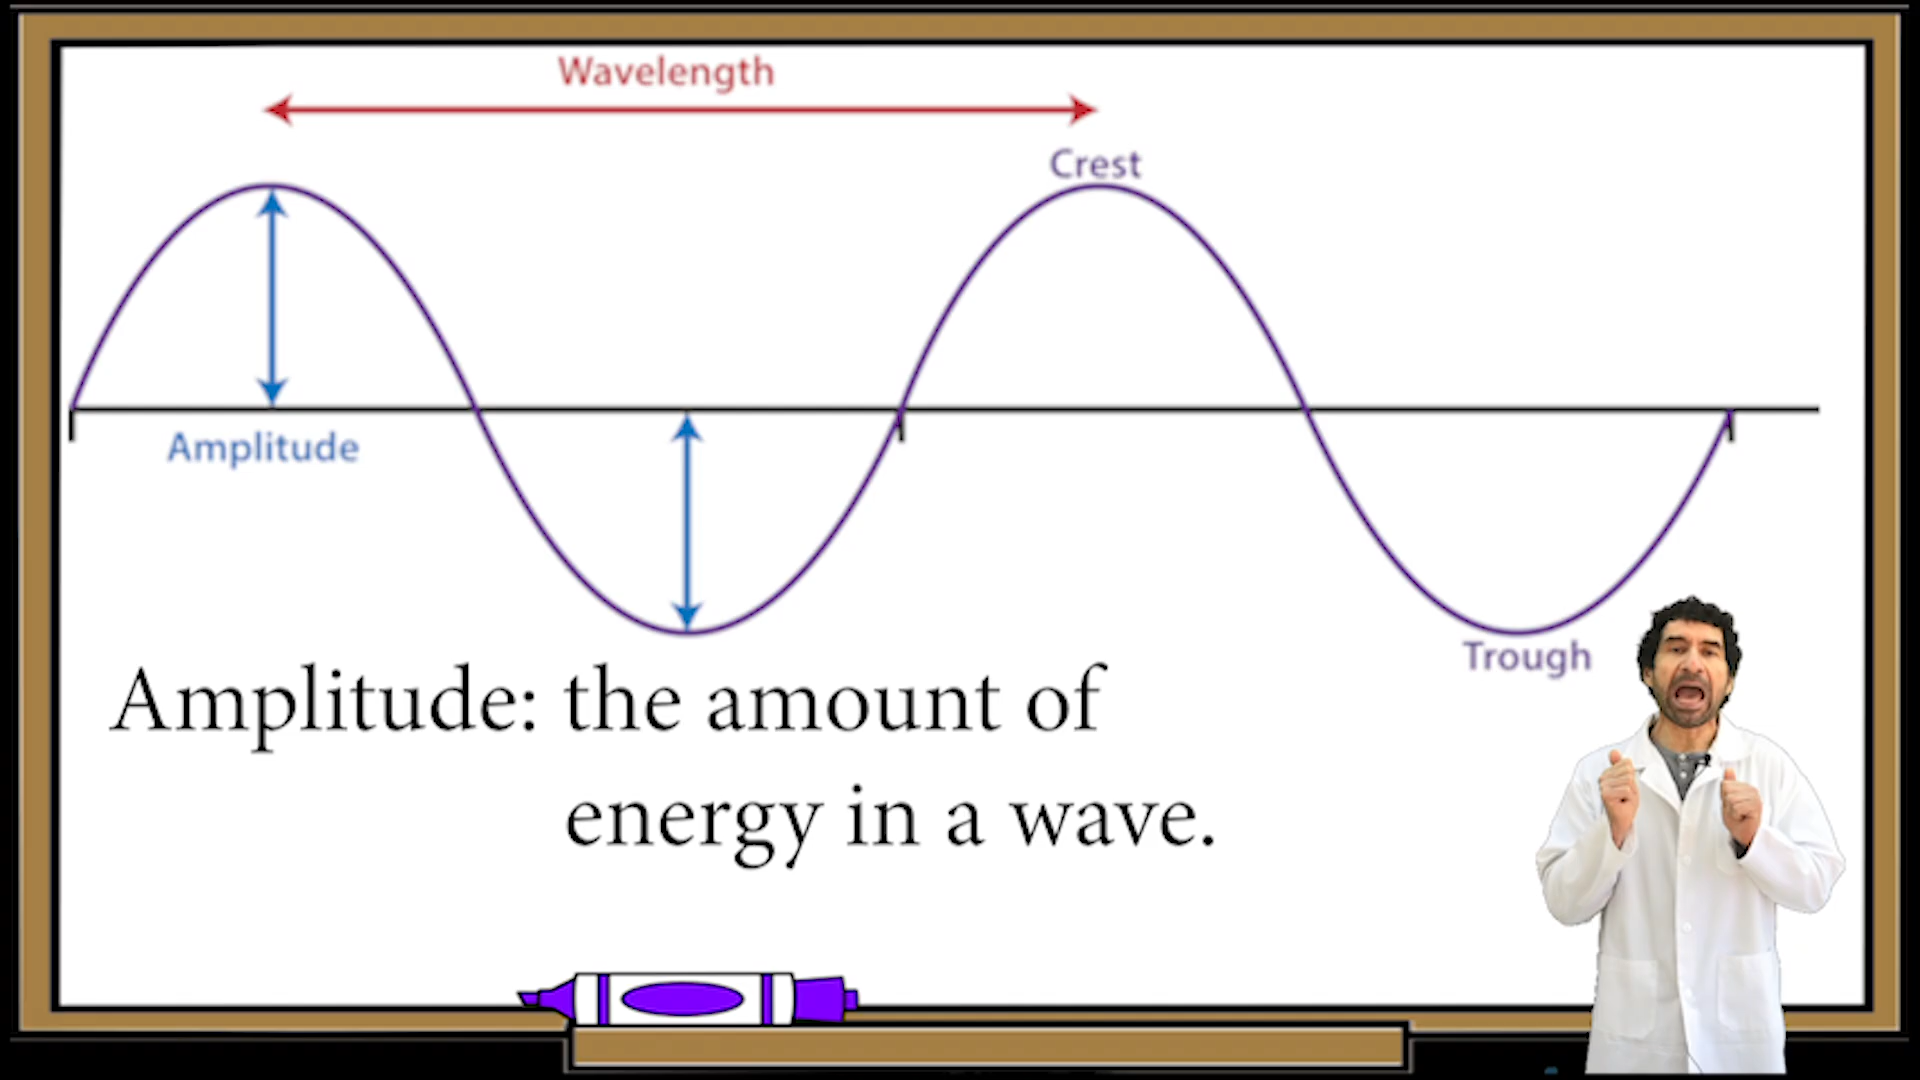 Wavelength
Crest
Amplitude
Trough
Amplitude: the amount of
energy in a wave.